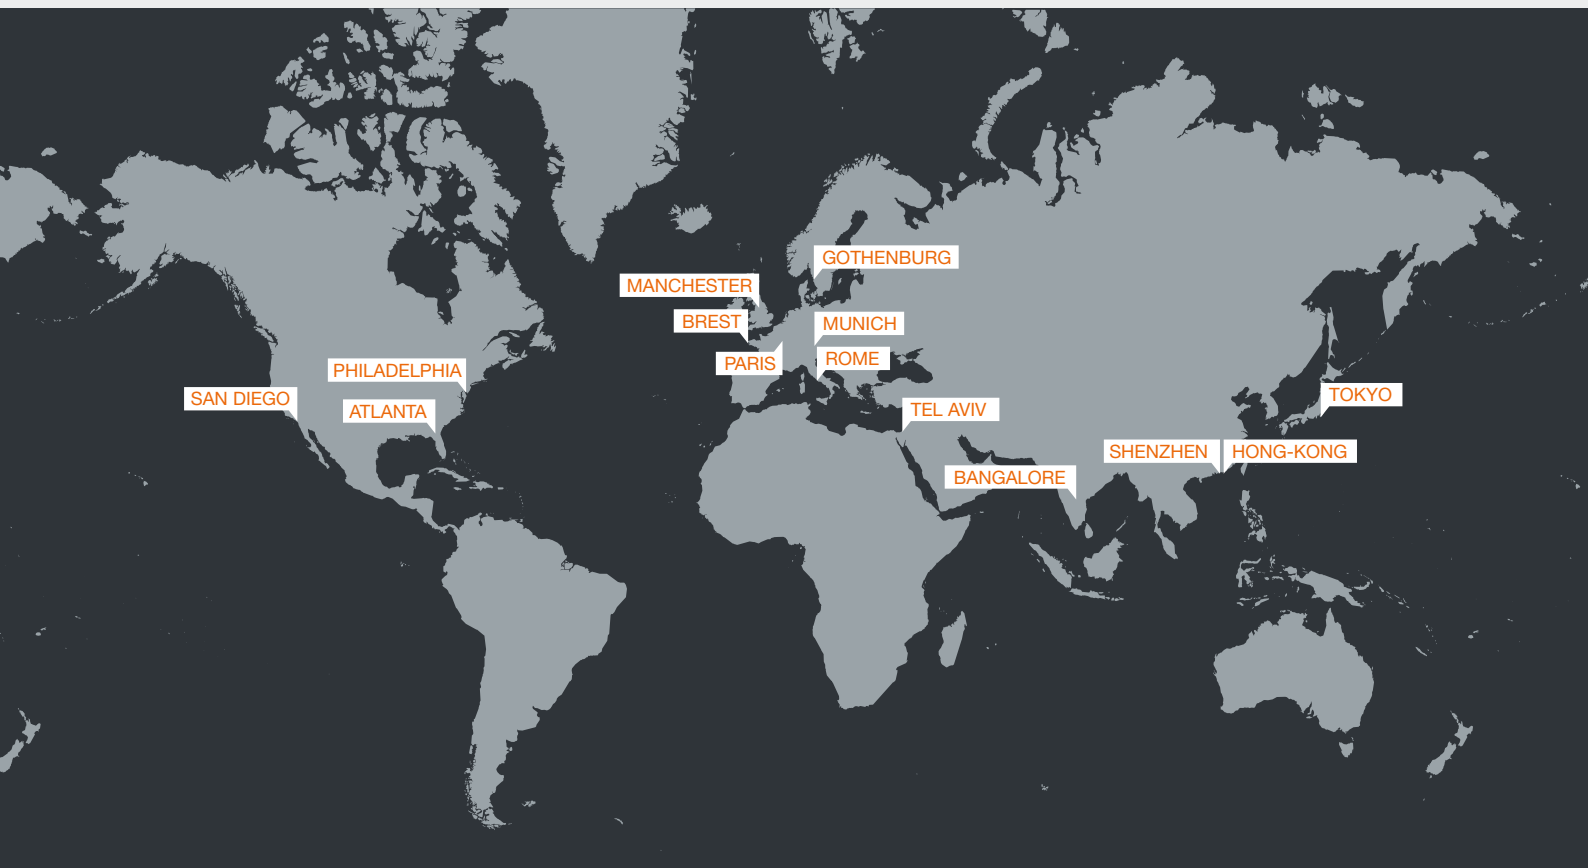 GOTHENBURG
MANCHESTER
BREST
MUNICH
PARIS
ROME
PHILADELPHIA
SAN DIEGO
ATLANTA
TEL AVIV
TOKYO
SHENZHEN
HONG-KONG
BANGALORE